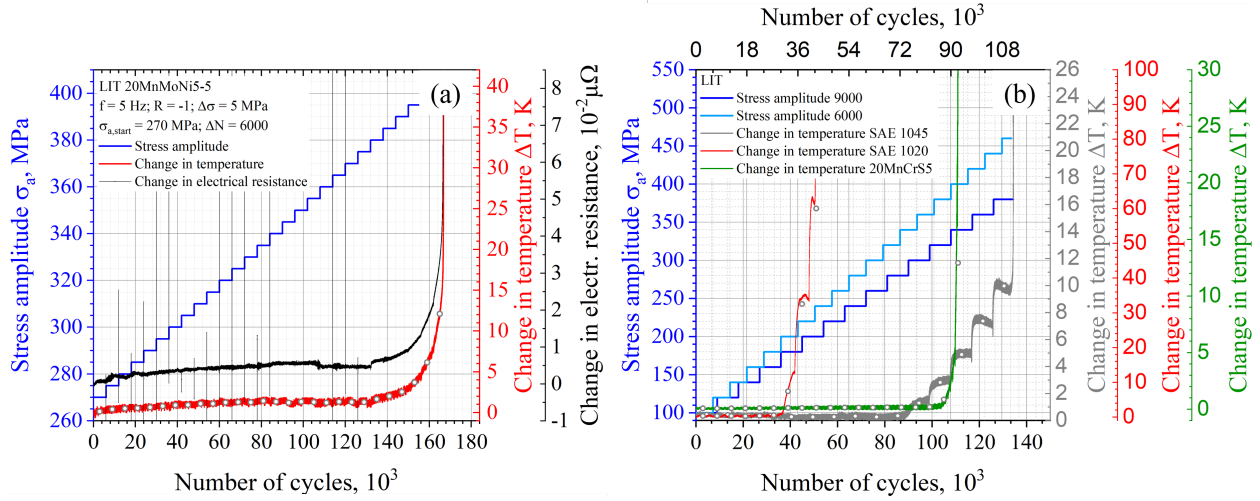 LIT 20MnMoNi5-5
f = 5 Hz; R = -1; Δσ = 5 MPa
σa,start = 270 MPa; ΔN = 6000
Stress amplitude
Change in temperature
Change in electrical resistance
(a)
Stress amplitude σa, MPa
400
380
360
340
320
300
280
260
0 20 40 60 80 100 120 140 160 180
Number of cycles, 10³
40
35
30
25
20
15
10
5
0
Change in temperature ΔT, K
8
7
6
5
4
3
2
1
0
-1
Change in electr. resistance, 10⁻²μΩ
Number of cycles, 10³
0 18 36 54 72 90 108
LIT
Stress amplitude 9000
Stress amplitude 6000
Change in temperature SAE 1045
Change in temperature SAE 1020
Change in temperature 20MnCrS5
(b)
Stress amplitude σa, MPa
550
500
450
400
350
300
250
200
150
100
0 20 40 60 80 100 120 140
Number of cycles, 10³
26
24
22
20
18
16
14
12
10
8
6
4
2
0
Change in temperature ΔT, K
100
90
80
70
60
50
40
30
20
10
0
Change in temperature ΔT, K
30
25
20
15
10
5
0
Change in temperature ΔT, K